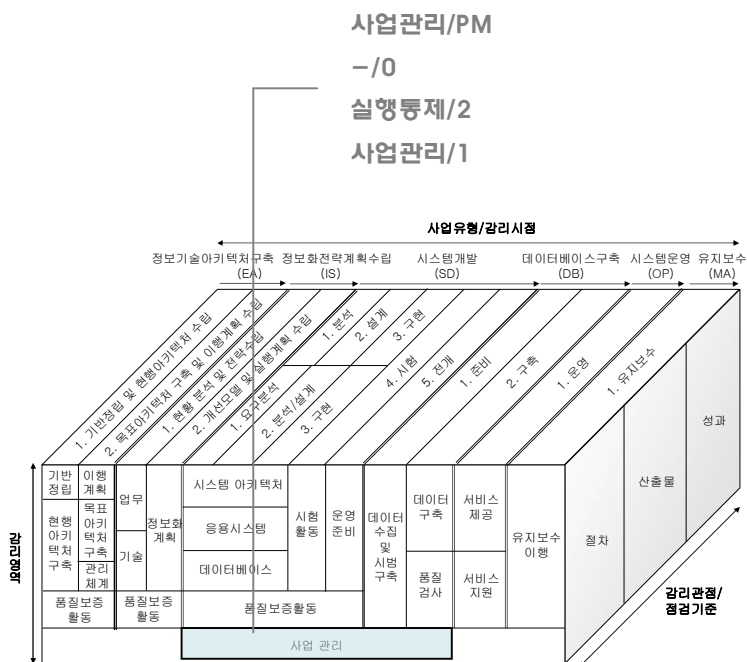 사업관리/PM
–/0
실행통제/2
사업관리/1
사업유형/감리시점
정보기술아키텍처구축
(EA)
정보화전략계획수립
(IS)
시스템개발
(SD)
데이터베이스구축
(DB)
시스템운영
(OP)
유지보수
(MA)
1. 기반정립 및 현행아키텍처 수립
2. 목표아키텍처 구축 및 이행계획 수립
1. 현황 분석 및 전략수립
2. 개선모델 및 실행계획 수립
1. 분석
2. 설계
3. 구현
1. 요구분석
2. 분석/설계
3. 구현
4. 시험
5. 전개
1. 준비
2. 구축
1. 운영
1. 유지보수
감리영역
기반
정립
이행
계획
현행
아키
텍처
구축
목표
아키
텍처
구축
관리
체계
품질보증
활동
업무
기술
정보화
계획
품질보증
활동
시스템 아키텍처
응용시스템
데이터베이스
시험
활동
운영
준비
품질보증활동
데이터
수집
및
시범
구축
데이터
구축
품질
검사
서비스
제공
서비스
지원
유지보수
이행
사업 관리
절차
산출물
성과
감리관점/
점검기준